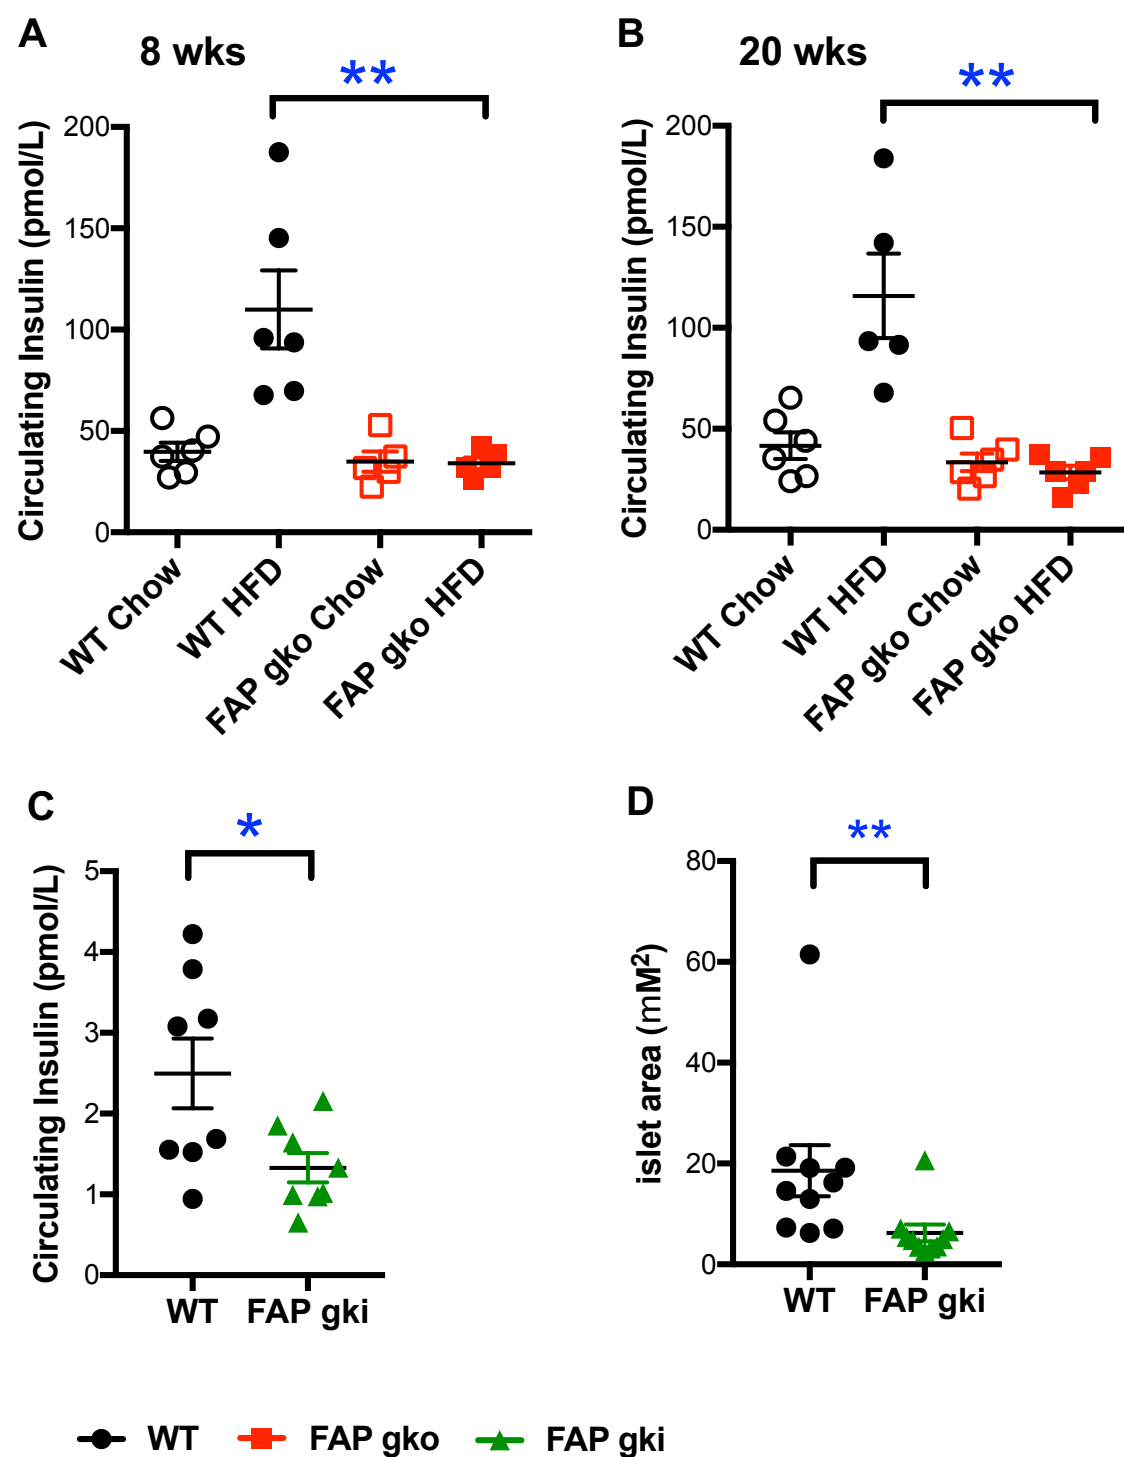 A
8 wks
**
Circulating Insulin (pmol/L)
200
150
100
50
0
WT Chow
WT HFD
FAP gko Chow
FAP gko HFD
B
20 wks
**
Circulating Insulin (pmol/L)
200
150
100
50
0
WT Chow
WT HFD
FAP gko Chow
FAP gko HFD
C
*
Circulating Insulin (pmol/L)
5
4
3
2
1
0
WT
FAP gki
D
**
islet area (mM²)
80
60
40
20
0
WT
FAP gki
WT
FAP gko
FAP gki